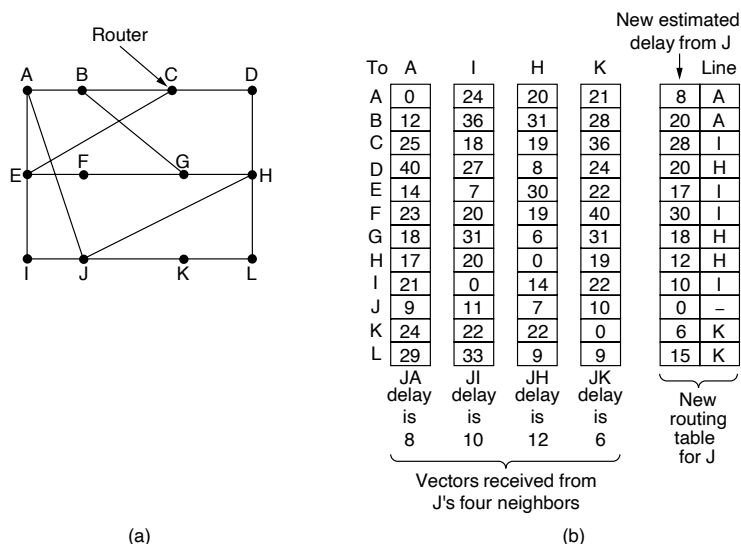 Router
A B C D
E F G H
I J K L
(a)
New estimated
delay from J
To A I H K Line
A 0 24 20 21 8 A
B 12 36 31 28 20 A
C 25 18 19 36 28 I
D 40 27 8 24 20 H
E 14 7 30 22 17 I
F 23 20 19 40 30 I
G 18 31 6 31 18 H
H 17 20 0 19 12 H
I 21 0 14 22 10 I
J 9 11 7 10 0 –
K 24 22 22 0 6 K
L 29 33 9 9 15 K
JA JI JH JK
delay delay delay delay
is is is is
8 10 12 6
New
routing
table
for J
Vectors received from
J's four neighbors
(b)